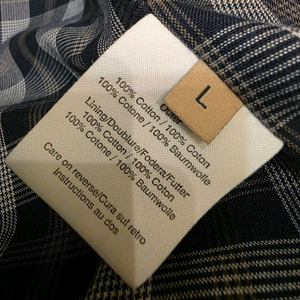 L
Outer
100% Cotton / 100% Coton
100% Cotone / 100% Baumwolle
Lining/Doublure/Fodera/Futter
100% Cotton / 100% Coton
100% Cotone / 100% Baumwolle
Care on reverse/Cura sul retro
Instructions au dos